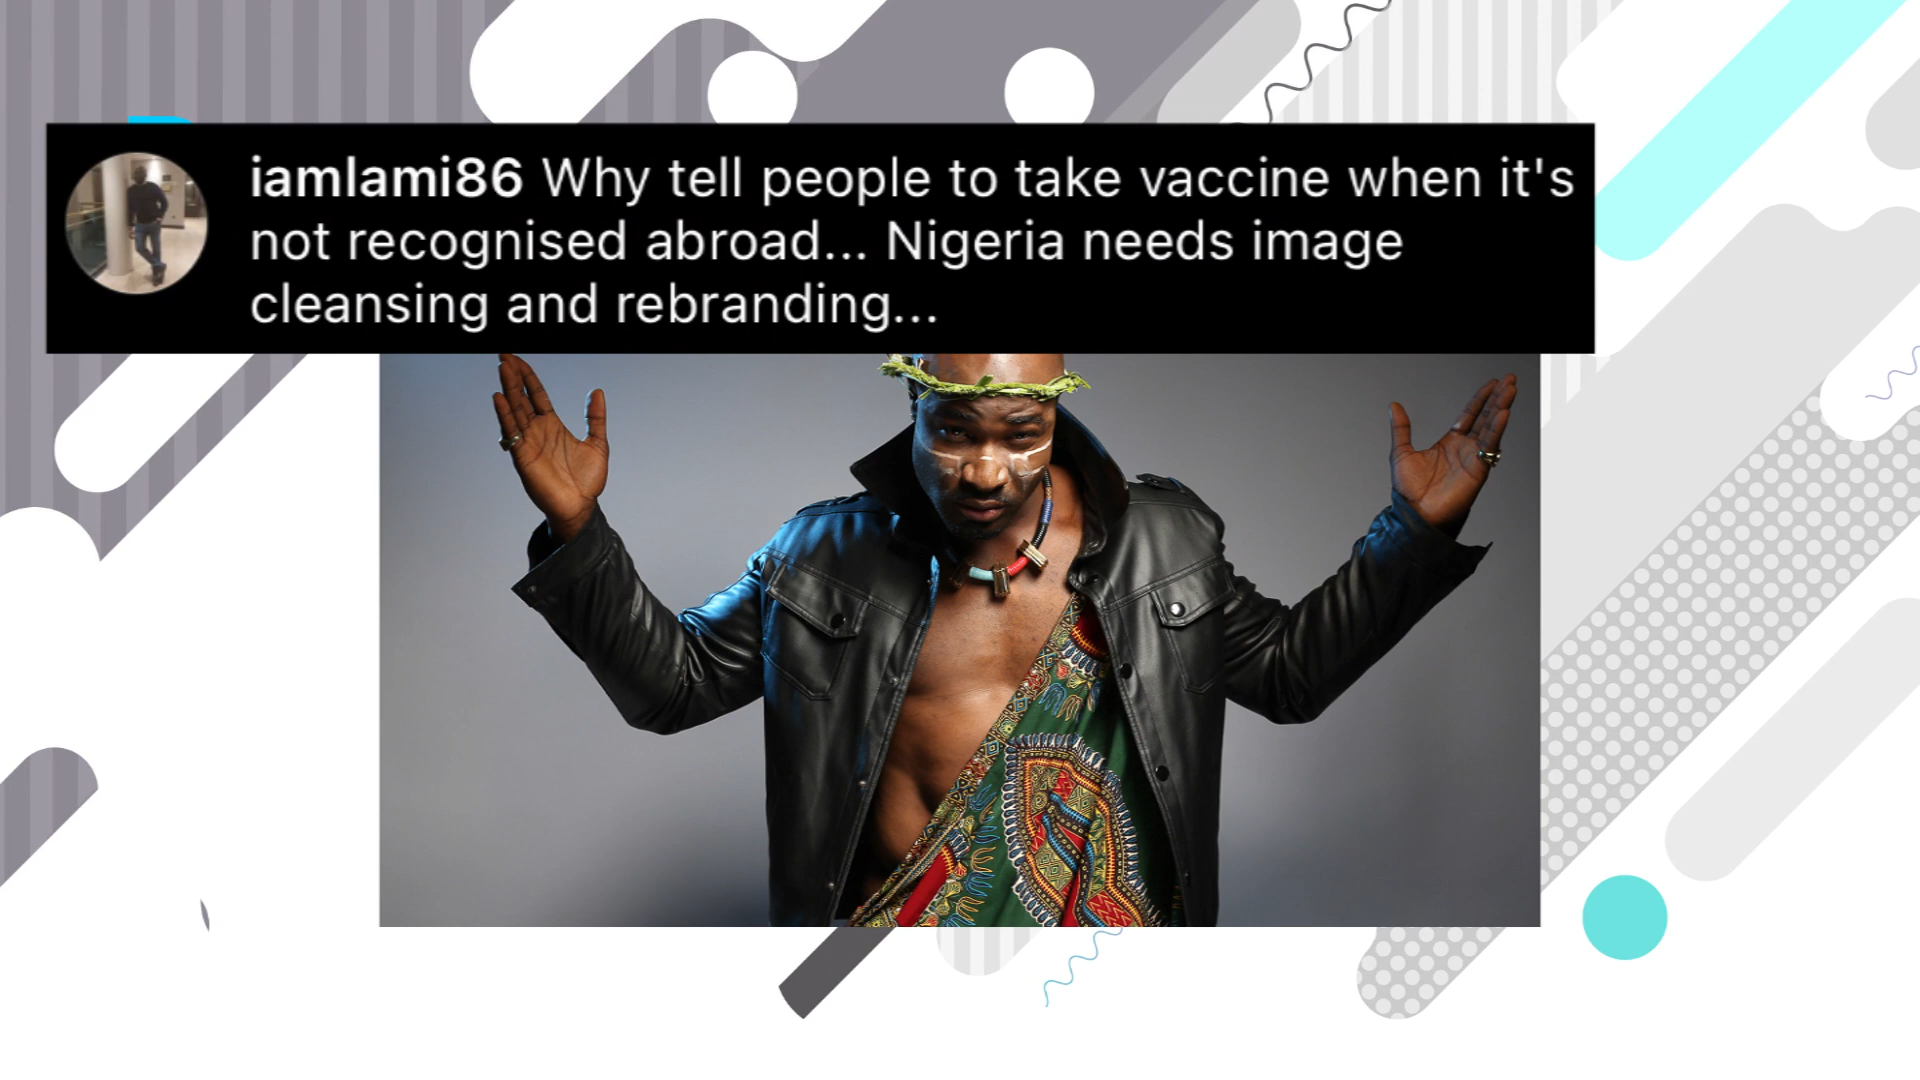 iamlami86 Why tell people to take vaccine when it's
not recognised abroad... Nigeria needs image
cleansing and rebranding...